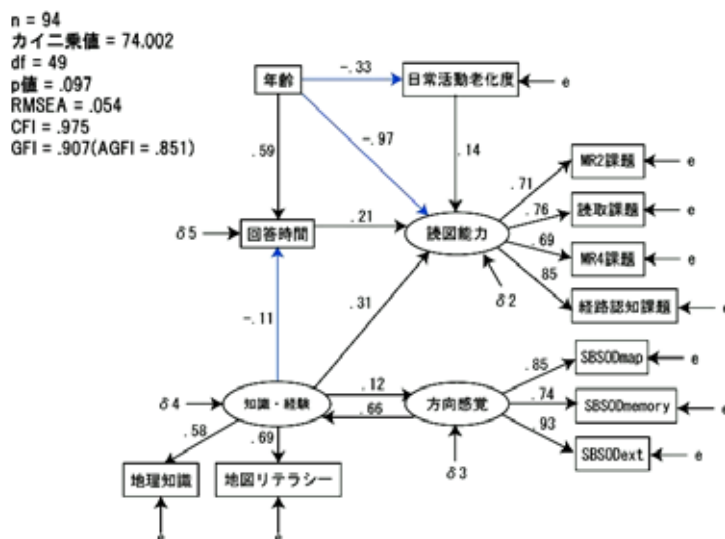 n = 94
カイ二乗値 = 74.002
df = 49
p値 = .097
RMSEA = .054
CFI = .975
GFI = .907(AGFI = .851)
年齢
-.33
日常活動老化度
e
-.97
.59
.14
MR2課題
e
.71
δ5
回答時間
.21
読図能力
.76
読取課題
e
.69
MR4課題
e
δ2
.85
経路認知課題
e
-.11
.31
δ4
知識・経験
.12
.66
方向感覚
.85
SBSODmap
e
.74
SBSODmemory
e
.93
SBSODext
e
δ3
.58
.69
地理知識
地図リテラシー